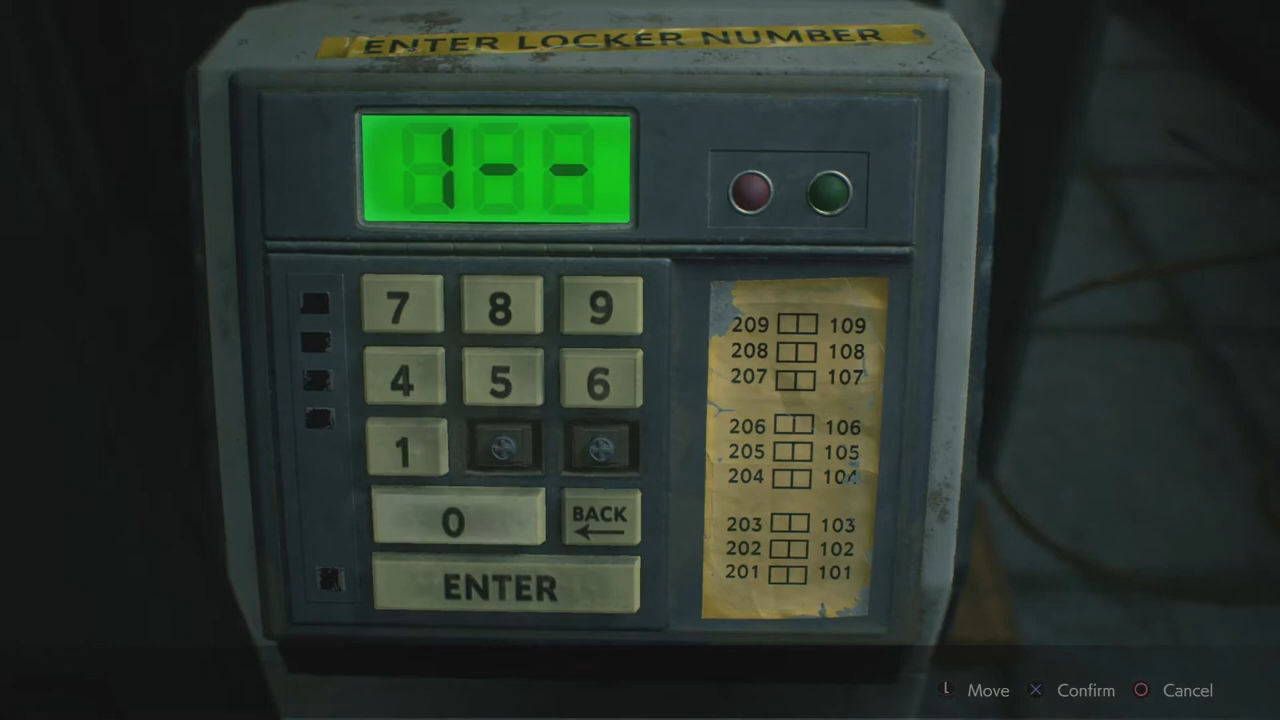 ENTER LOCKER NUMBER
1--
7 8 9
4 5 6
1
0 BACK
ENTER
209 109
208 108
207 107
206 106
205 105
204 104
203 103
202 102
201 101
L Move X Confirm O Cancel